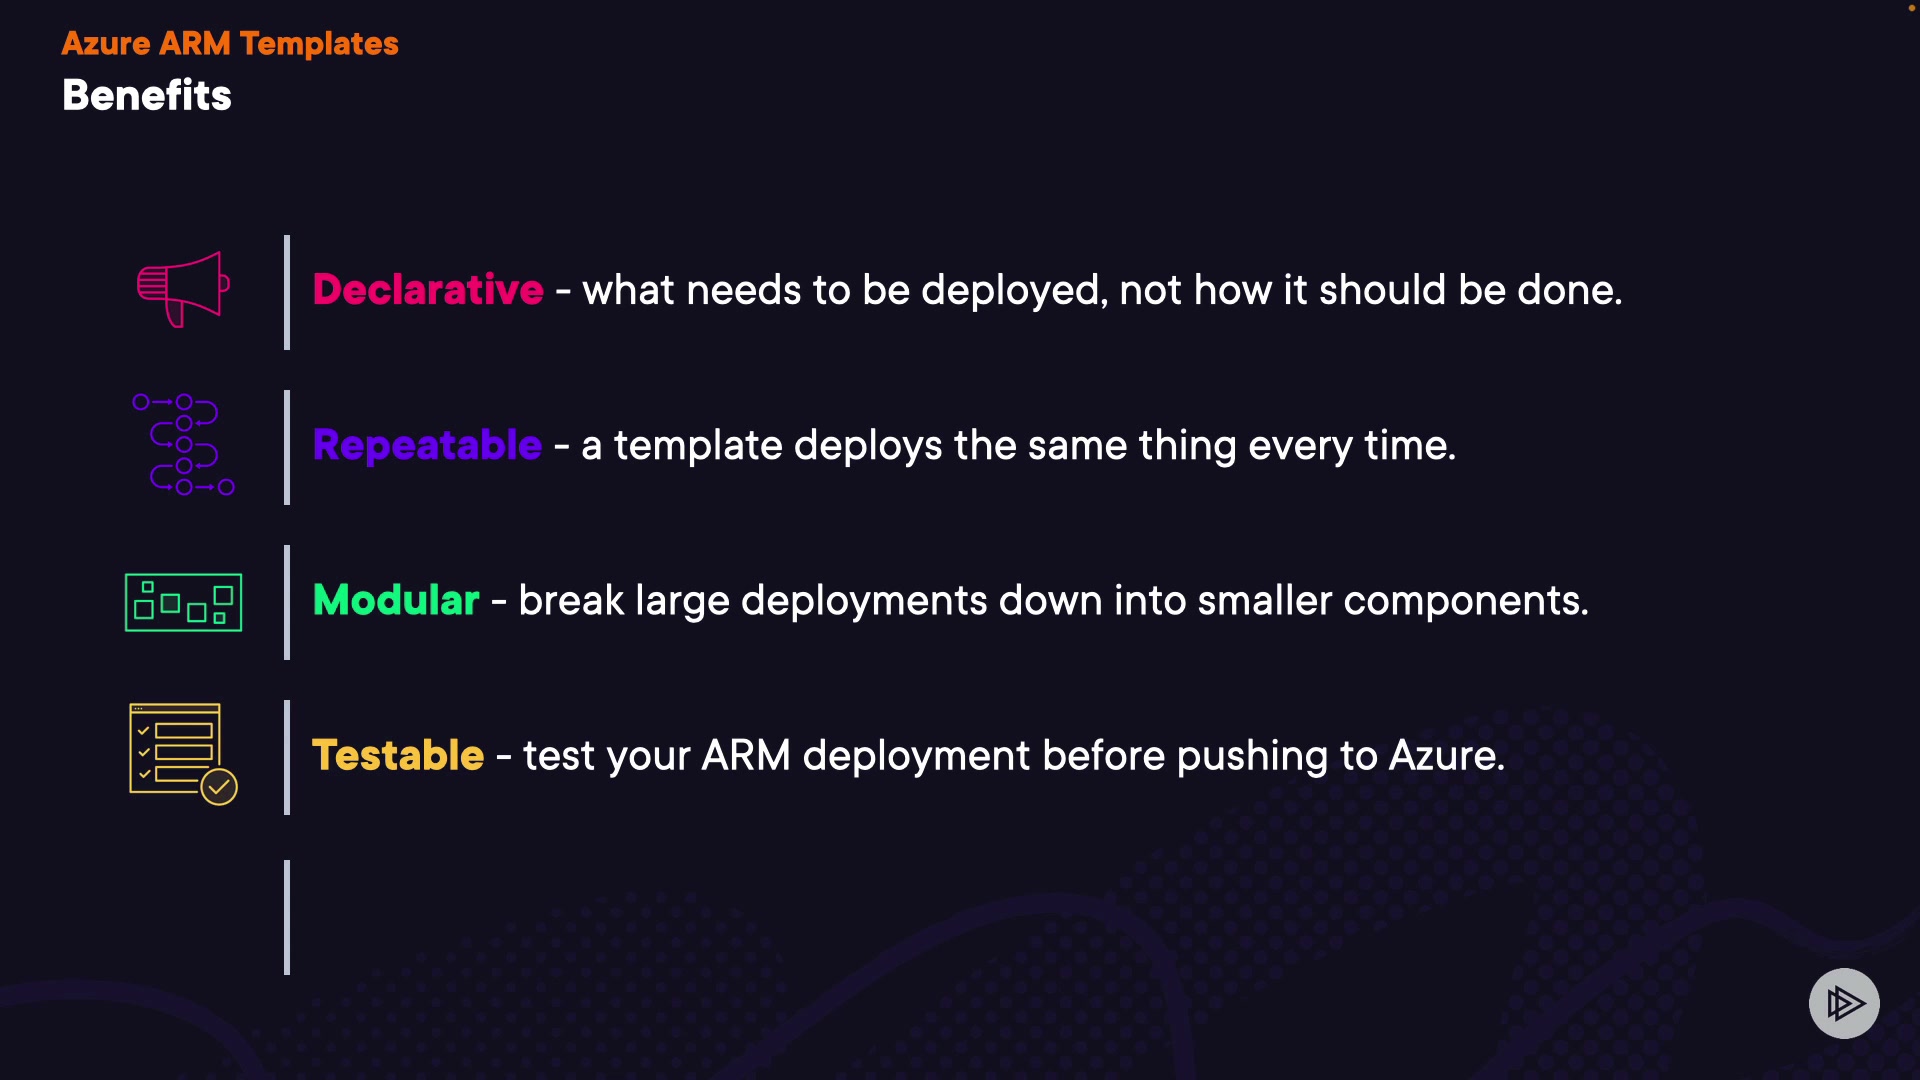 Azure ARM Templates
Benefits
Declarative - what needs to be deployed, not how it should be done.
Repeatable - a template deploys the same thing every time.
Modular - break large deployments down into smaller components.
Testable - test your ARM deployment before pushing to Azure.